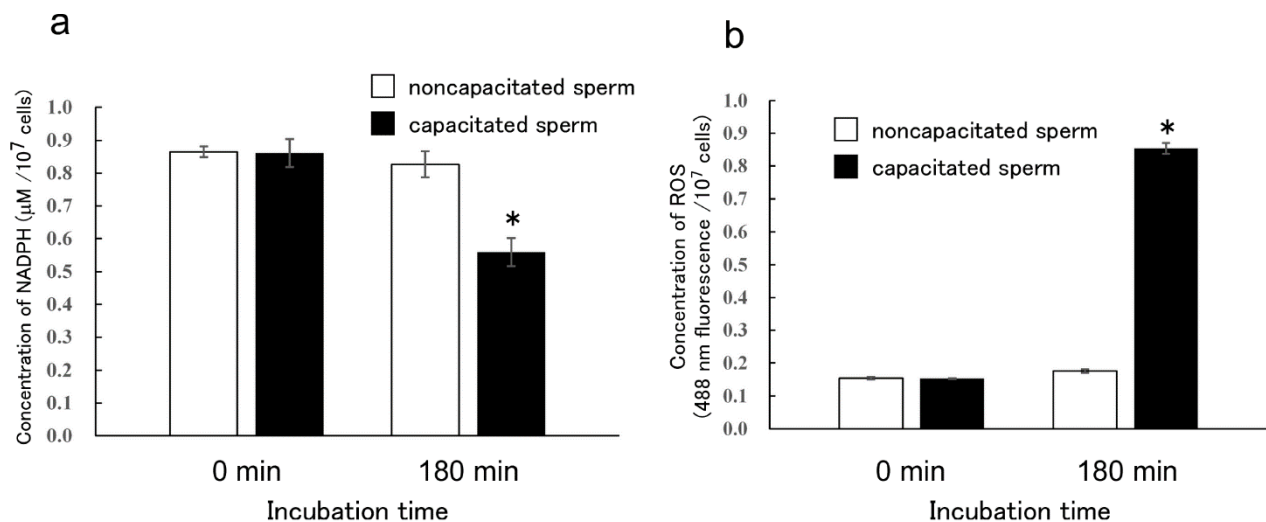 a
Concentration of NADPH (μM /10⁷ cells)
noncapacitated sperm
capacitated sperm
1.0
0.9
0.8
0.7
0.6
0.5
0.4
0.3
0.2
0.1
0.0
*
0 min
180 min
Incubation time
b
Concentration of ROS
(488 nm fluorescence /10⁷ cells)
noncapacitated sperm
capacitated sperm
1.0
0.9
0.8
0.7
0.6
0.5
0.4
0.3
0.2
0.1
0.0
*
0 min
180 min
Incubation time